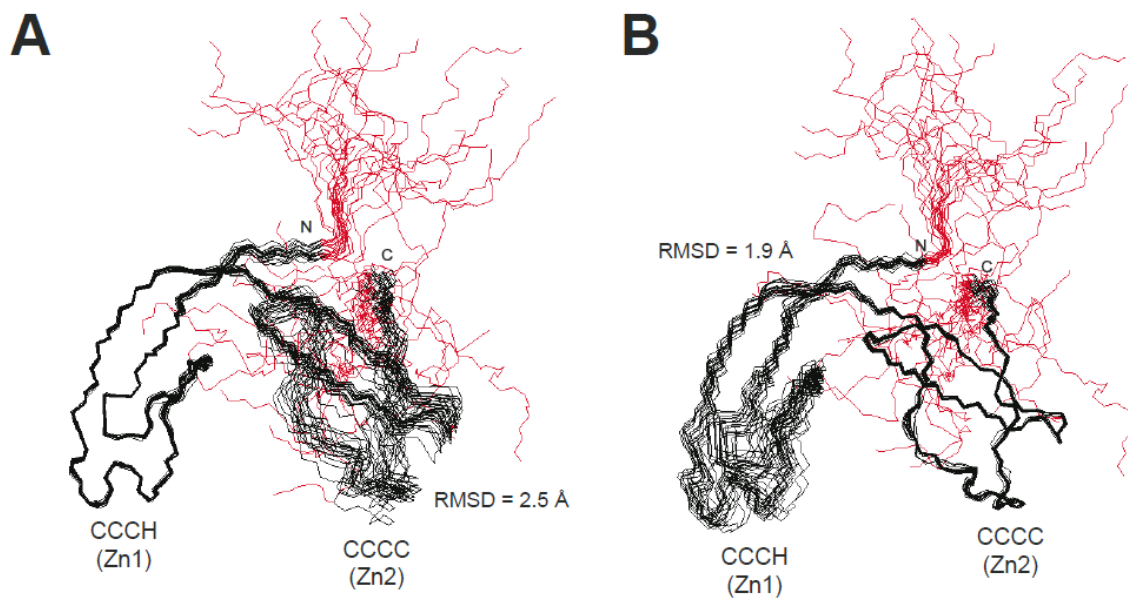 A
N
C
RMSD = 2.5 Å
CCCH
(Zn1)
CCCC
(Zn2)
B
RMSD = 1.9 Å
N
C
CCCH
(Zn1)
CCCC
(Zn2)